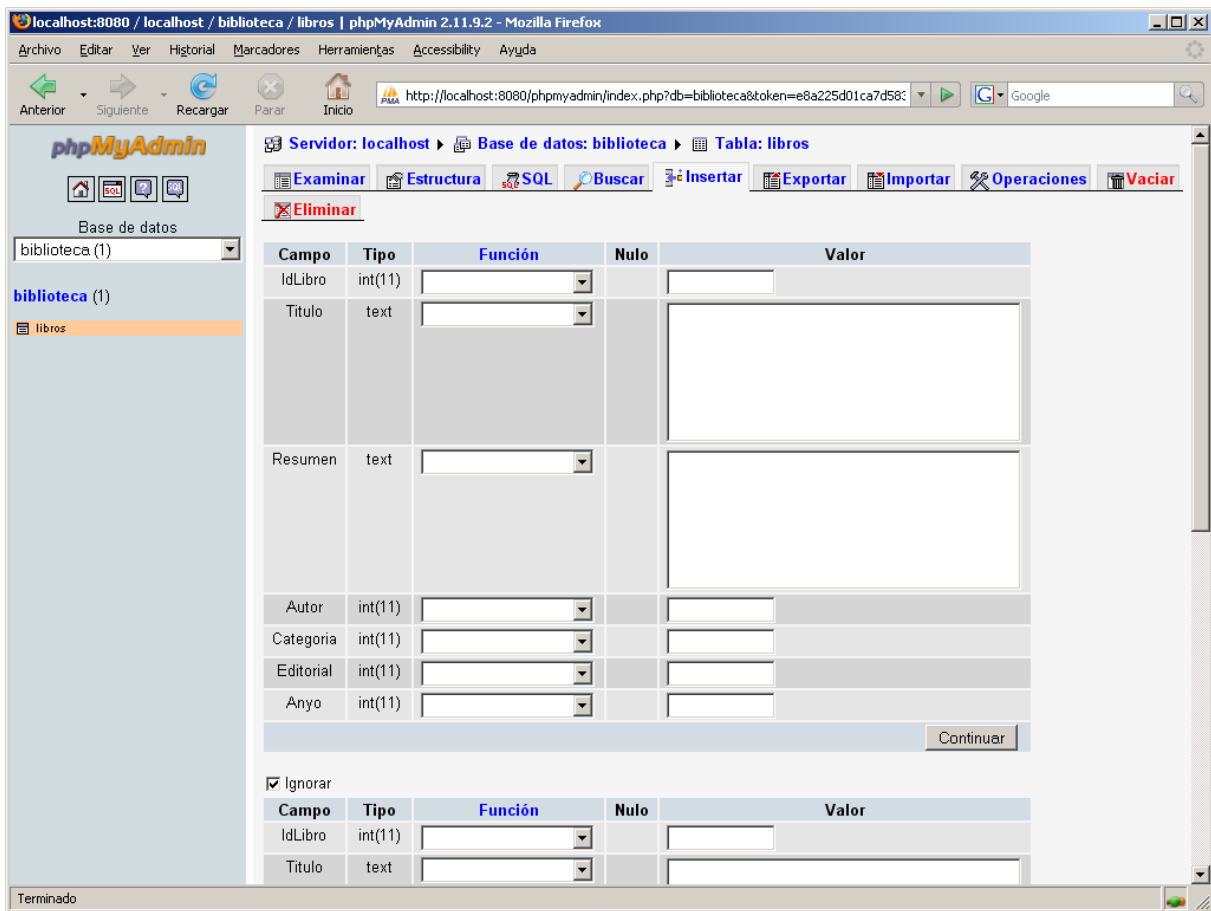 localhost:8080 / localhost / biblioteca / libros | phpMyAdmin 2.11.9.2 - Mozilla Firefox
Archivo Editar Ver Historial Marcadores Herramientas Accessibility Ayuda
Anterior Siguiente Recargar Parar Inicio PMA http://localhost:8080/phpmyadmin/index.php?db=biblioteca&token=e8a225d01ca7d583 G Google
phpMyAdmin
SQL SQL
Base de datos
biblioteca (1)
biblioteca (1)
libros
Servidor: localhost Base de datos: biblioteca Tabla: libros
Examinar Estructura SQL Buscar Insertar Exportar Importar Operaciones Vaciar
Eliminar
Campo Tipo Función Nulo Valor
IdLibro int(11)
Titulo text
Resumen text
Autor int(11)
Categoria int(11)
Editorial int(11)
Anyo int(11)
Continuar
Ignorar
Campo Tipo Función Nulo Valor
IdLibro int(11)
Titulo text
Terminado